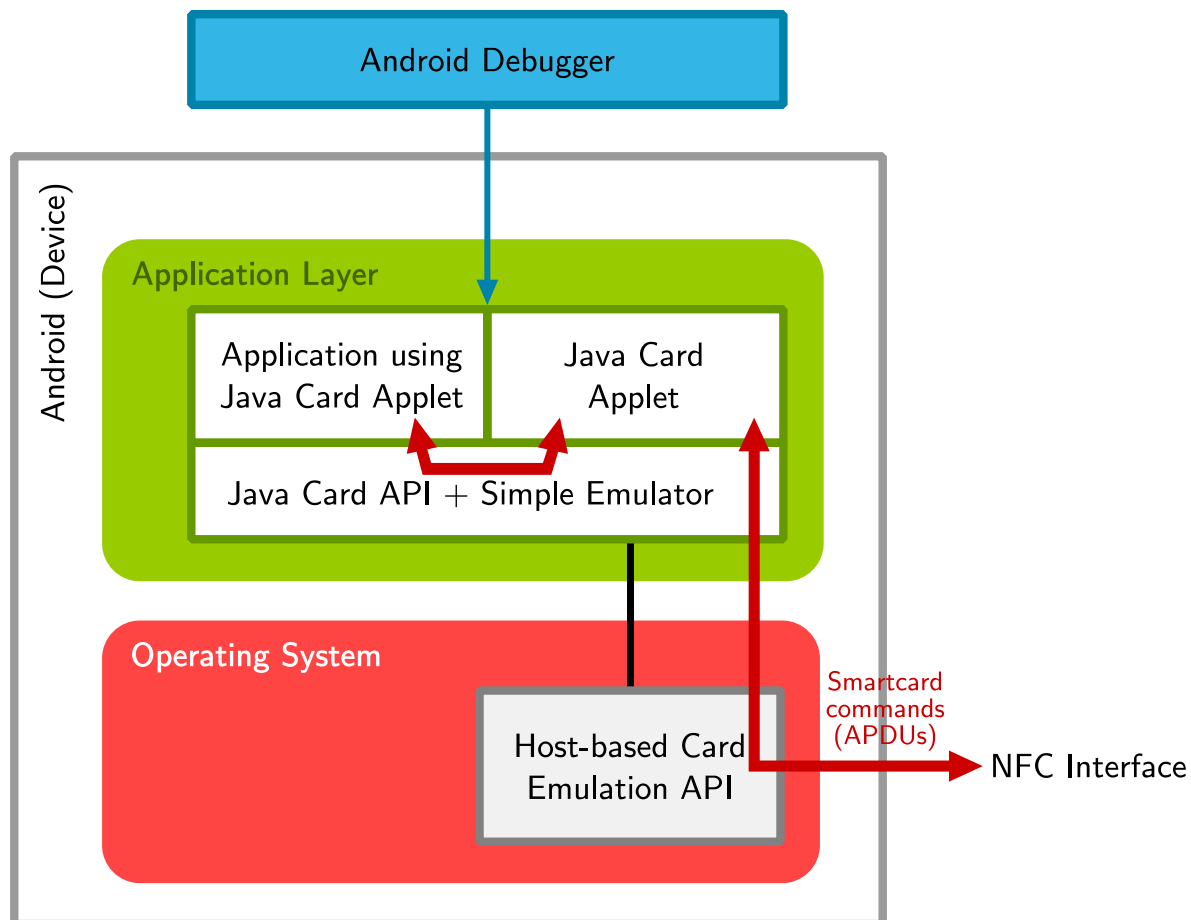 Android Debugger
Android (Device)
Application Layer
Application using
Java Card Applet
Java Card
Applet
Java Card API + Simple Emulator
Operating System
Host-based Card
Emulation API
Smartcard
commands
(APDUs)
NFC Interface